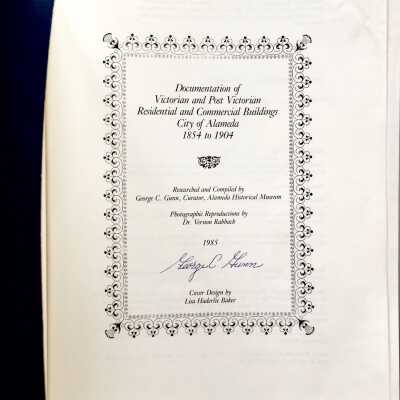 Documentation of
Victorian and Post Victorian
Residential and Commercial Buildings
City of Alameda
1854 to 1904
Researched and Compiled by
George C. Gunn, Curator, Alameda Historical Museum
Photographic Reproductions by
Dr. Vernon Rabbach
1985
George C Gunn
Cover Design by
Lisa Haderlie Baker